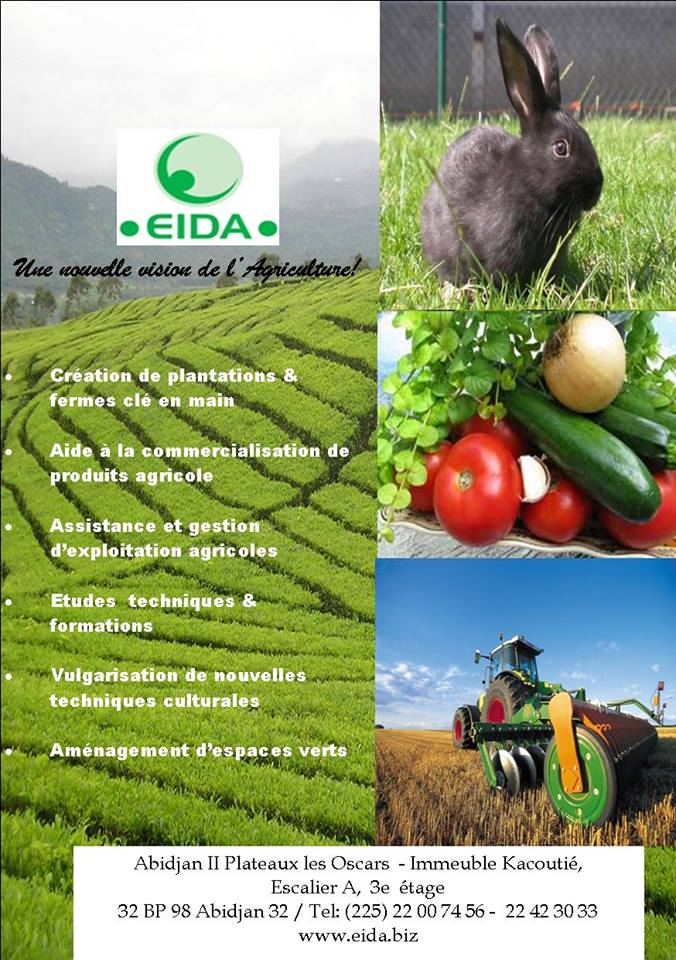 •EIDA•
Une nouvelle vision de l'Agriculture!
• Création de plantations &
fermes clé en main
• Aide à la commercialisation de
produits agricole
• Assistance et gestion
d'exploitation agricoles
• Etudes techniques &
formations
• Vulgarisation de nouvelles
techniques culturales
• Aménagement d'espaces verts
Abidjan II Plateaux les Oscars - Immeuble Kacoutié,
Escalier A, 3e étage
32 BP 98 Abidjan 32 / Tel: (225) 22 00 74 56 - 22 42 30 33
www.eida.biz